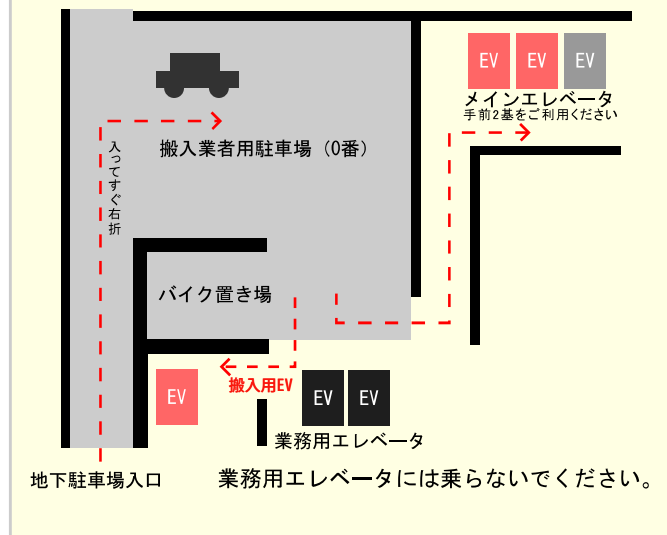 EV
EV
EV
メインエレベータ
手前2基をご利用ください
搬入業者用駐車場（0番）
入ってすぐ右折
バイク置き場
搬入用EV
EV
EV
EV
業務用エレベータ
地下駐車場入口
業務用エレベータには乗らないでください。